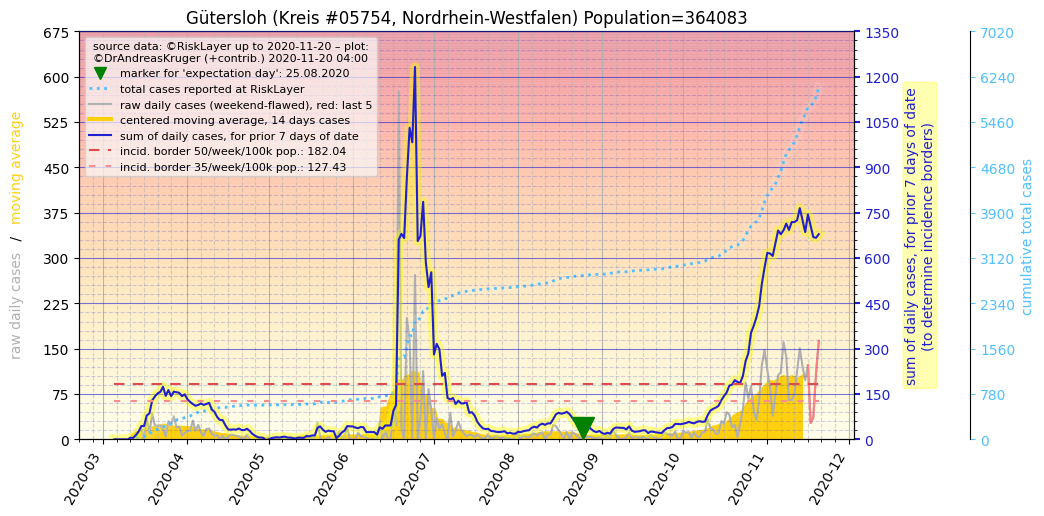 Gütersloh (Kreis #05754, Nordrhein-Westfalen) Population=364083
source data: ©RiskLayer up to 2020-11-20 – plot:
©DrAndreasKruger (+contrib.) 2020-11-20 04:00
marker for 'expectation day': 25.08.2020
total cases reported at RiskLayer
raw daily cases (weekend-flawed), red: last 5
centered moving average, 14 days cases
sum of daily cases, for prior 7 days of date
incid. border 50/week/100k pop.: 182.04
incid. border 35/week/100k pop.: 127.43
raw daily cases / moving average
675
600
525
450
375
300
225
150
75
0
2020-03
2020-04
2020-05
2020-06
2020-07
2020-08
2020-09
2020-10
2020-11
2020-12
1350
1200
1050
900
750
600
450
300
150
0
sum of daily cases, for prior 7 days of date
(to determine incidence borders)
7020
6240
5460
4680
3900
3120
2340
1560
780
0
cumulative total cases